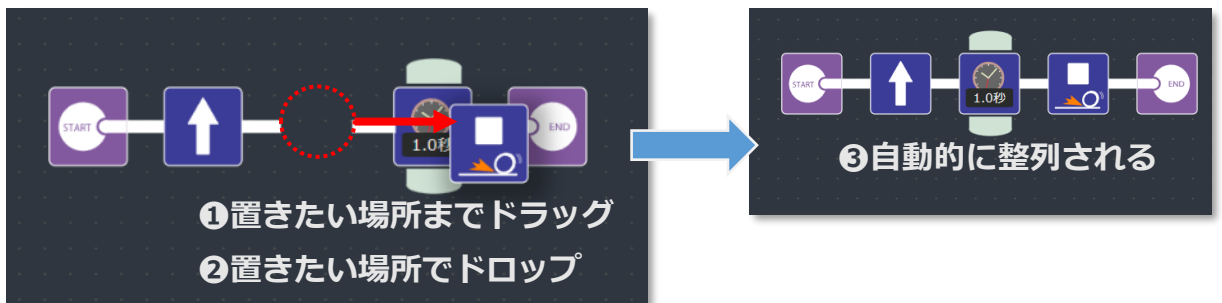 START
1.0秒
END
❶置きたい場所までドラッグ
❷置きたい場所でドロップ
START
1.0秒
END
❸自動的に整列される